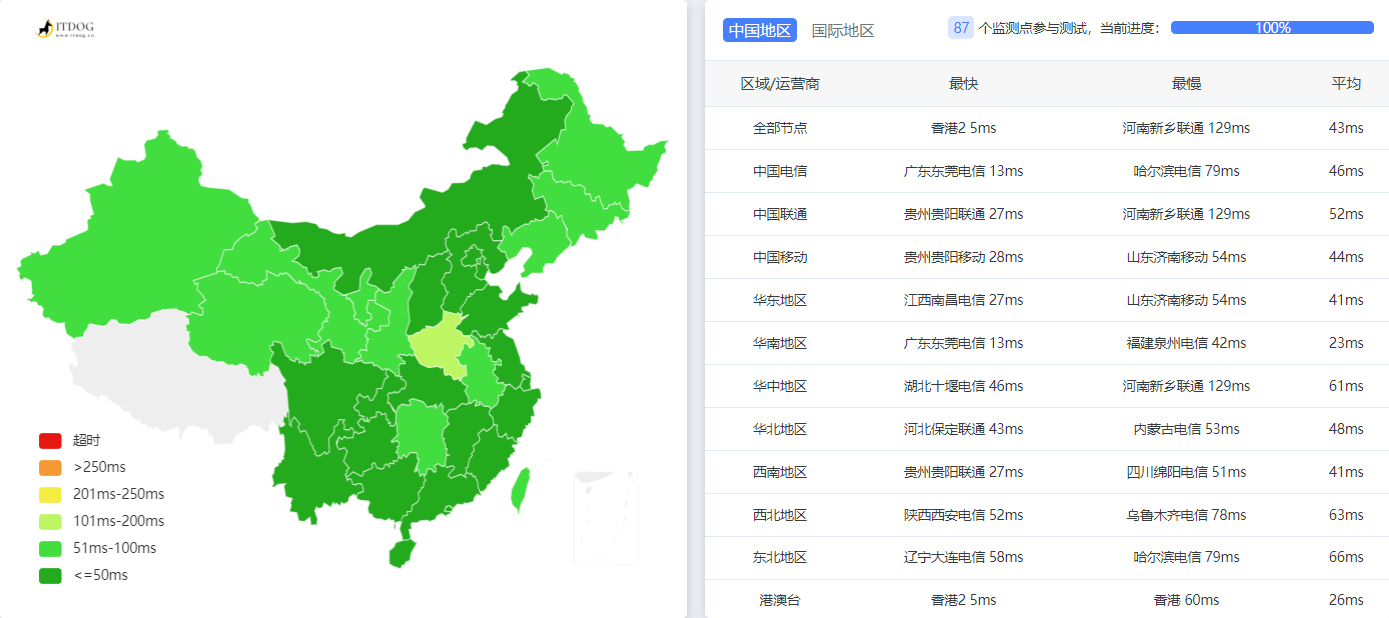 ITDOG
www.itdog.cn
超时
>250ms
201ms-250ms
101ms-200ms
51ms-100ms
<=50ms
中国地区 国际地区 87 个监测点参与测试，当前进度： 100%
区域/运营商 最快 最慢 平均
全部节点 香港2 5ms 河南新乡联通 129ms 43ms
中国电信 广东东莞电信 13ms 哈尔滨电信 79ms 46ms
中国联通 贵州贵阳联通 27ms 河南新乡联通 129ms 52ms
中国移动 贵州贵阳移动 28ms 山东济南移动 54ms 44ms
华东地区 江西南昌电信 27ms 山东济南移动 54ms 41ms
华南地区 广东东莞电信 13ms 福建泉州电信 42ms 23ms
华中地区 湖北十堰电信 46ms 河南新乡联通 129ms 61ms
华北地区 河北保定联通 43ms 内蒙古电信 53ms 48ms
西南地区 贵州贵阳联通 27ms 四川绵阳电信 51ms 41ms
西北地区 陕西西安电信 52ms 乌鲁木齐电信 78ms 63ms
东北地区 辽宁大连电信 58ms 哈尔滨电信 79ms 66ms
港澳台 香港2 5ms 香港 60ms 26ms